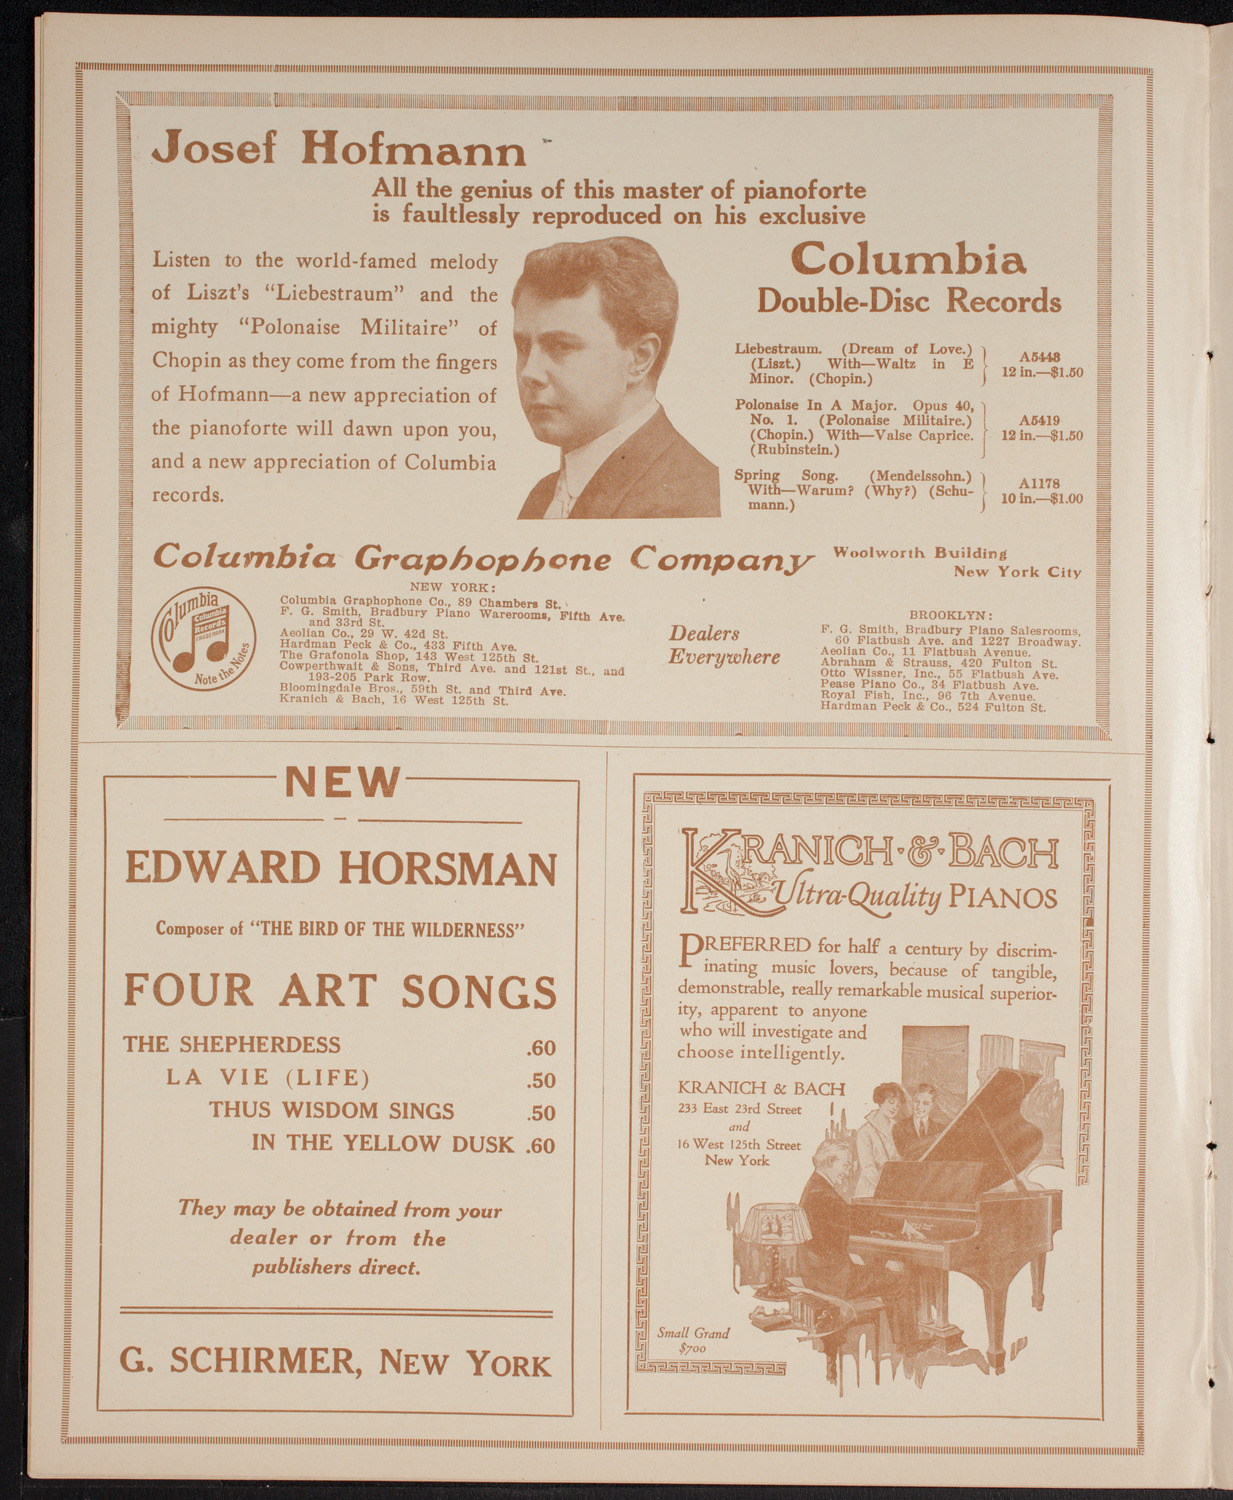 Josef Hofmann
All the genius of this master of pianoforte
is faultlessly reproduced on his exclusive
Listen to the world-famed melody
of Liszt's "Liebestraum" and the
mighty "Polonaise Militaire" of
Chopin as they come from the fingers
of Hofmann—a new appreciation of
the pianoforte will dawn upon you,
and a new appreciation of Columbia
records.
Columbia
Double-Disc Records
Liebestraum. (Dream of Love.)
(Liszt.) With—Waltz in E
Minor. (Chopin.)
A5448
12 in.—$1.50
Polonaise In A Major. Opus 40,
No. 1. (Polonaise Militaire.)
(Chopin.) With—Valse Caprice.
(Rubinstein.)
A5419
12 in.—$1.50
Spring Song. (Mendelssohn.)
With—Warum? (Why?) (Schu-
mann.)
A1178
10 in.—$1.00
Columbia Graphophone Company
Woolworth Building
New York City
Columbia
Columbia
Records
Note the Notes
NEW YORK:
Columbia Graphophone Co., 89 Chambers St.
F. G. Smith, Bradbury Piano Warerooms, Fifth Ave.
and 33rd St.
Aeolian Co., 29 W. 42d St.
Hardman Peck & Co., 433 Fifth Ave.
The Grafonola Shop, 143 West 125th St.
Cowperthwait & Sons, Third Ave. and 121st St., and
193-205 Park Row.
Bloomingdale Bros., 59th St. and Third Ave.
Kranich & Bach, 16 West 125th St.
Dealers
Everywhere
BROOKLYN:
F. G. Smith, Bradbury Piano Salesrooms,
60 Flatbush Ave. and 1227 Broadway.
Aeolian Co., 11 Flatbush Avenue.
Abraham & Strauss, 420 Fulton St.
Otto Wissner, Inc., 55 Flatbush Ave.
Pease Piano Co., 34 Flatbush Ave.
Royal Fish, Inc., 96 7th Avenue.
Hardman Peck & Co., 524 Fulton St.
NEW
EDWARD HORSMAN
Composer of "THE BIRD OF THE WILDERNESS"
FOUR ART SONGS
THE SHEPHERDESS .60
LA VIE (LIFE) .50
THUS WISDOM SINGS .50
IN THE YELLOW DUSK .60
They may be obtained from your
dealer or from the
publishers direct.
G. SCHIRMER, NEW YORK
KRANICH·&·BACH
Ultra-Quality PIANOS
PREFERRED for half a century by discrim-
inating music lovers, because of tangible,
demonstrable, really remarkable musical superior-
ity, apparent to anyone
who will investigate and
choose intelligently.
KRANICH & BACH
233 East 23rd Street
and
16 West 125th Street
New York
Small Grand
$700